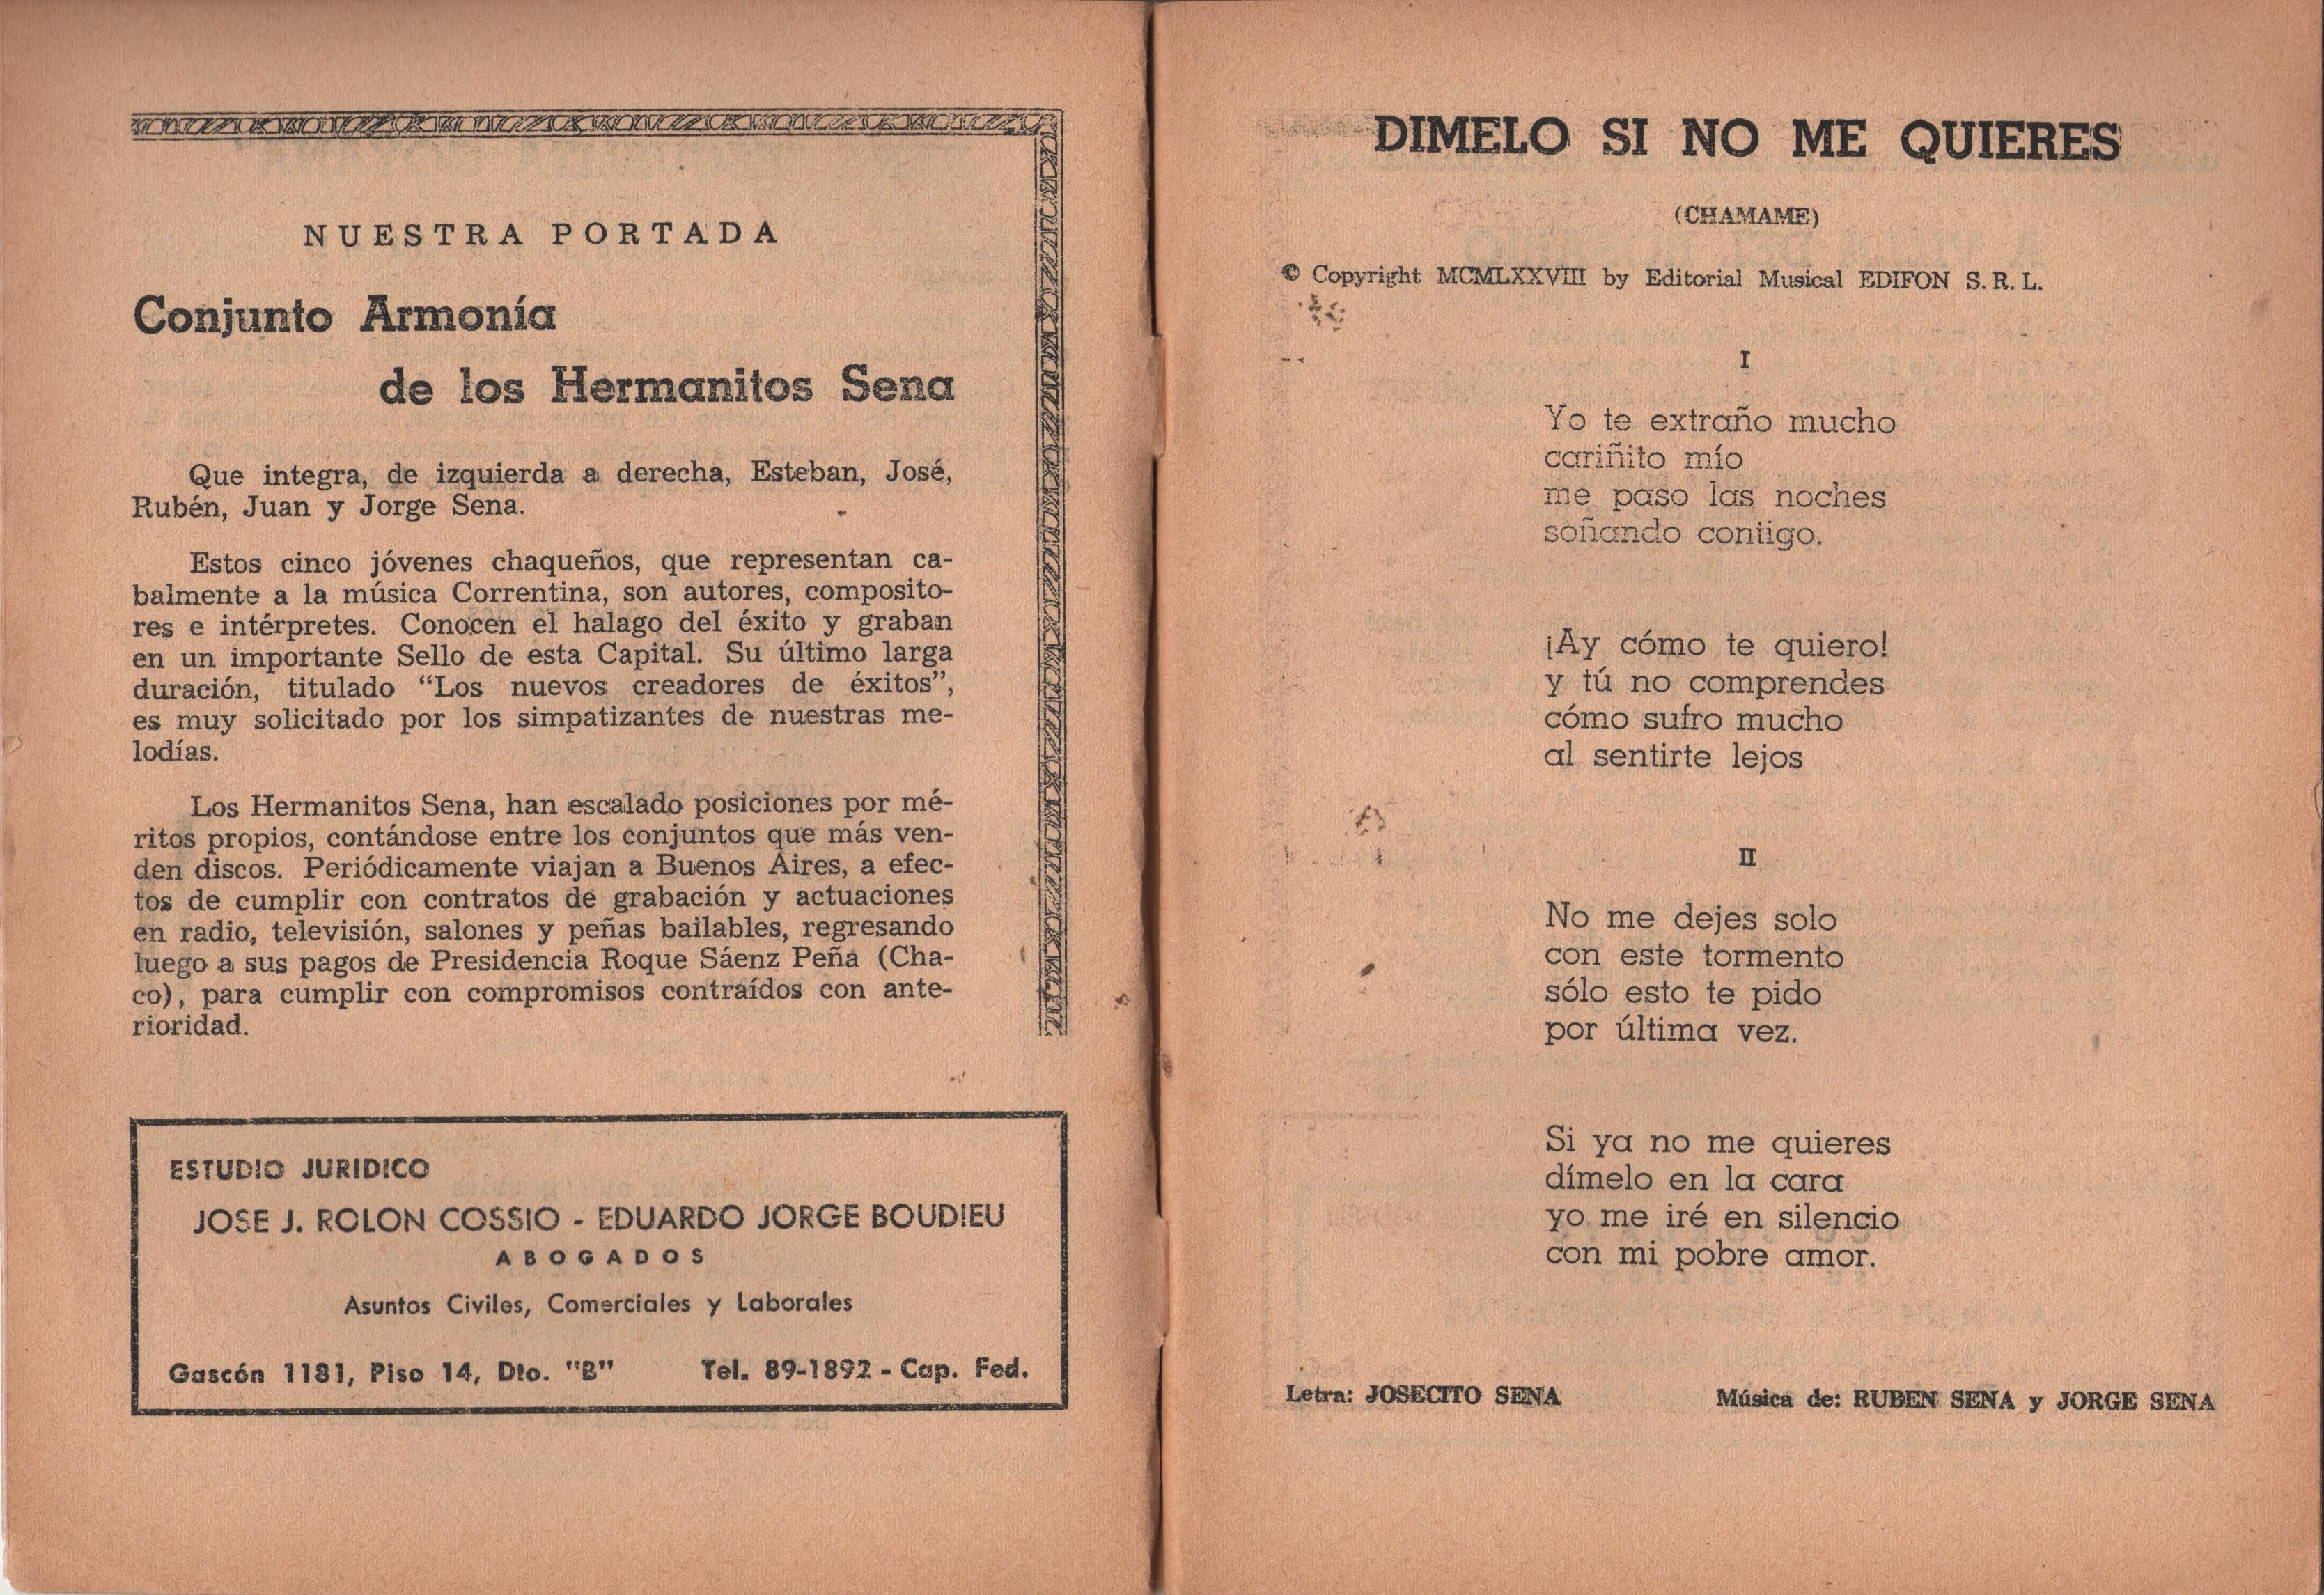 NUESTRA PORTADA
Conjunto Armonía
de los Hermanitos Sena
Que integra, de izquierda a derecha, Esteban, José,
Rubén, Juan y Jorge Sena.
Estos cinco jóvenes chaqueños, que representan ca-
balmente a la música Correntina, son autores, composito-
res e intérpretes. Conocen el halago del éxito y graban
en un importante Sello de esta Capital. Su último larga
duración, titulado “Los nuevos creadores de éxitos”,
es muy solicitado por los simpatizantes de nuestras me-
lodías.
Los Hermanitos Sena, han escalado posiciones por mé-
ritos propios, contándose entre los conjuntos que más ven-
den discos. Periódicamente viajan a Buenos Aires, a efec-
tos de cumplir con contratos de grabación y actuaciones
en radio, televisión, salones y peñas bailables, regresando
luego a sus pagos de Presidencia Roque Sáenz Peña (Cha-
co), para cumplir con compromisos contraídos con ante-
rioridad.
ESTUDIO JURIDICO
JOSE J. ROLON COSSIO - EDUARDO JORGE BOUDIEU
ABOGADOS
Asuntos Civiles, Comerciales y Laborales
Gascón 1181, Piso 14, Dto. "B" Tel. 89-1892 - Cap. Fed.
DIMELO SI NO ME QUIERES
(CHAMAME)
© Copyright MCMLXXVIII by Editorial Musical EDIFON S. R. L.
I
Yo te extraño mucho
cariñito mío
me paso las noches
soñando contigo.
¡Ay cómo te quiero!
y tú no comprendes
cómo sufro mucho
al sentirte lejos
II
No me dejes solo
con este tormento
sólo esto te pido
por última vez.
Si ya no me quieres
dímelo en la cara
yo me iré en silencio
con mi pobre amor.
Letra: JOSECITO SENA Música de: RUBEN SENA y JORGE SENA